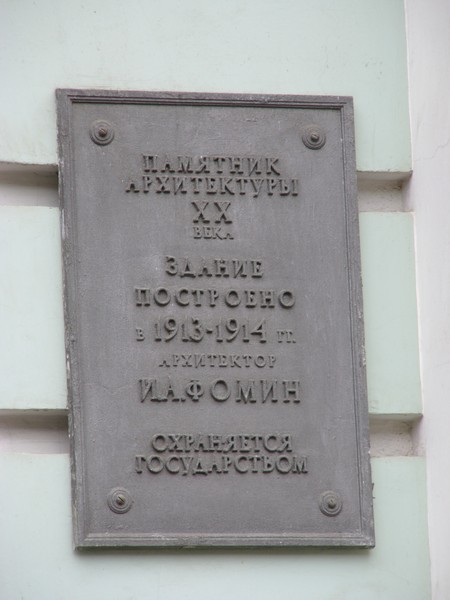 ПАМЯТНИК
АРХИТЕКТУРЫ
XX
ВЕКА
ЗДАНИЕ
ПОСТРОЕНО
В 1913-1914 ГГ.
АРХИТЕКТОР
И.А.ФОМИН
ОХРАНЯЕТСЯ
ГОСУДАРСТВОМ